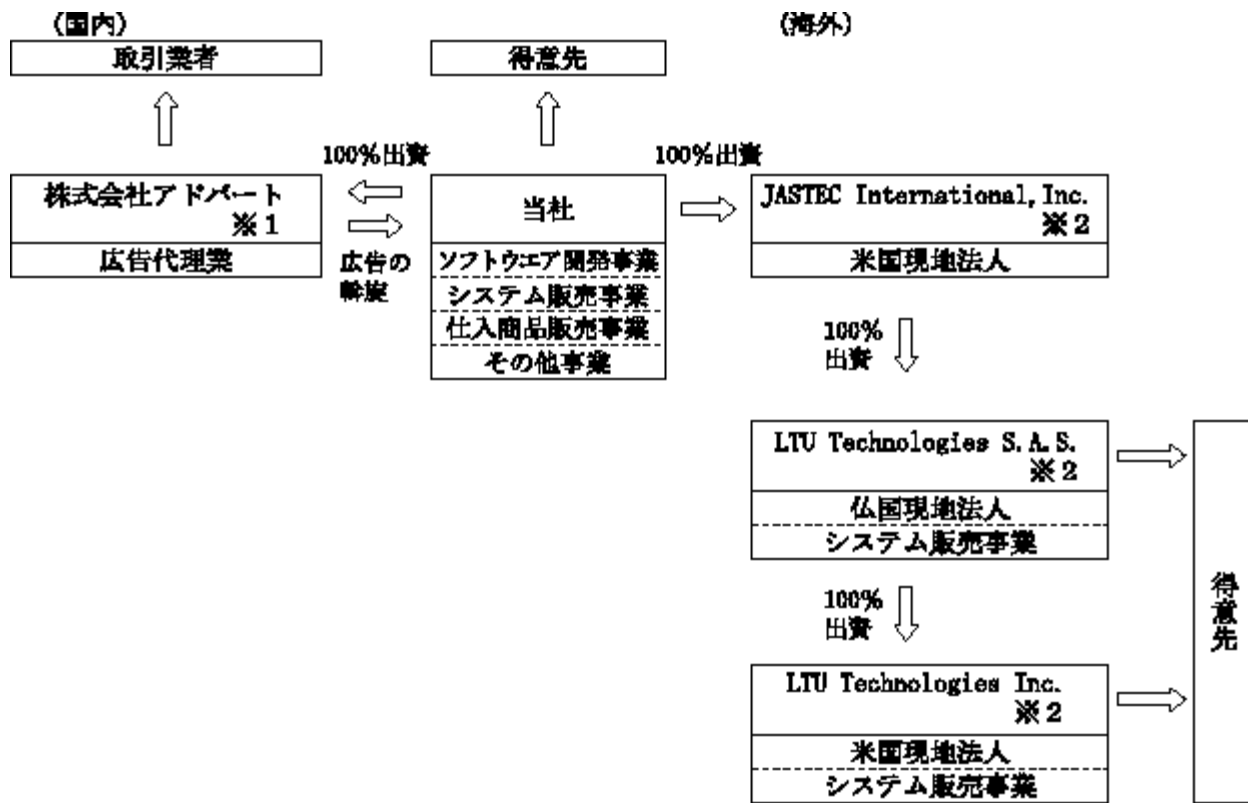 (国内)
(海外)
取引業者
得意先
100%出資
100%出資
株式会社アドバート
※1
広告代理業
広告の
斡旋
当社
ソフトウエア開発事業
システム販売事業
仕入商品販売事業
その他事業
JASTEC International,Inc.
※2
米国現地法人
100%
出資
LTU Technologies S.A.S.
※2
仏国現地法人
システム販売事業
100%
出資
LTU Technologies Inc.
※2
米国現地法人
システム販売事業
得意先